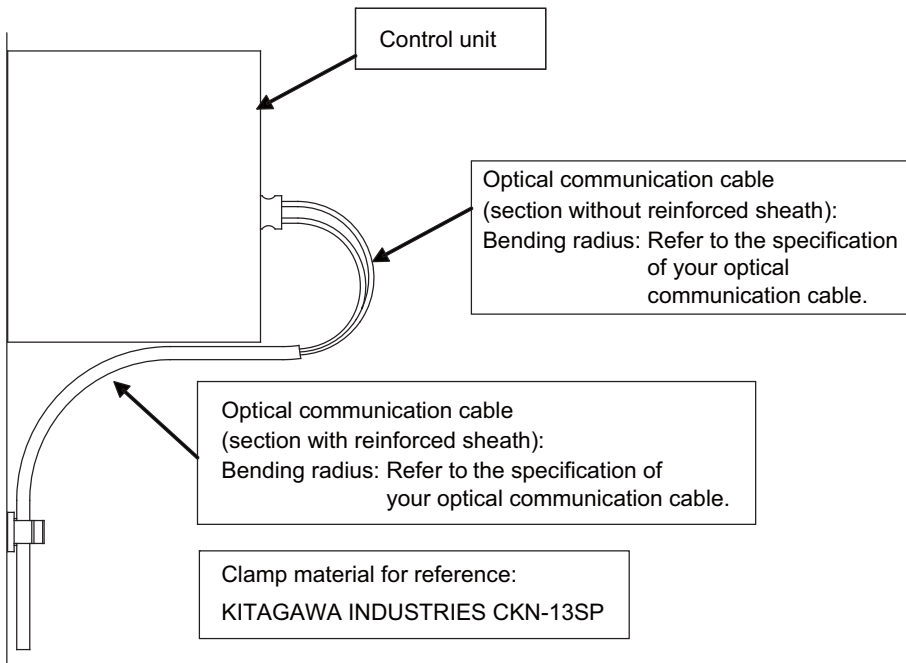 Control unit
Optical communication cable
(section without reinforced sheath):
Bending radius: Refer to the specification
of your optical
communication cable.
Optical communication cable
(section with reinforced sheath):
Bending radius: Refer to the specification of
your optical communication cable.
Clamp material for reference:
KITAGAWA INDUSTRIES CKN-13SP